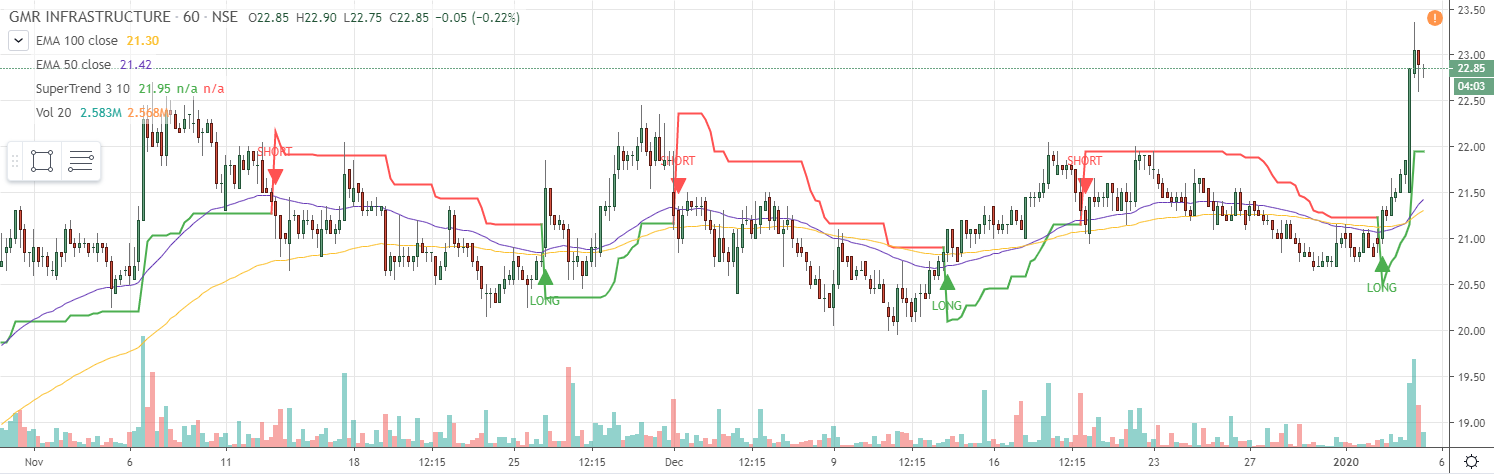 GMR INFRASTRUCTURE · 60 · NSE O22.85 H22.90 L22.75 C22.85 −0.05 (−0.22%)
EMA 100 close 21.30
EMA 50 close 21.42
SuperTrend 3 10 21.95 n/a n/a
Vol 20 2.583M 2.568M
!
23.50
23.00
22.85
04:03
22.50
22.00
21.50
21.00
20.50
20.00
19.50
19.00
SHORT
SHORT
SHORT
LONG
LONG
LONG
Nov 6 11 18 12:15 25 12:15 Dec 12:15 9 12:15 16 12:15 23 27 2020 6